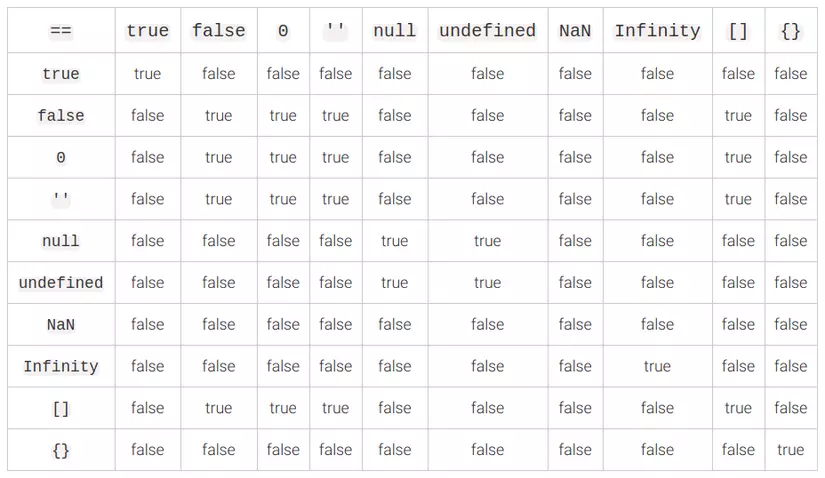 == true false 0 '' null undefined NaN Infinity [] {}
true true false false false false false false false false false
false false true true true false false false false true false
0 false true true true false false false false true false
'' false true true true false false false false true false
null false false false false true true false false false false
undefined false false false false true true false false false false
NaN false false false false false false false false false false
Infinity false false false false false false false true false false
[] false true true true false false false false true false
{} false false false false false false false false false true